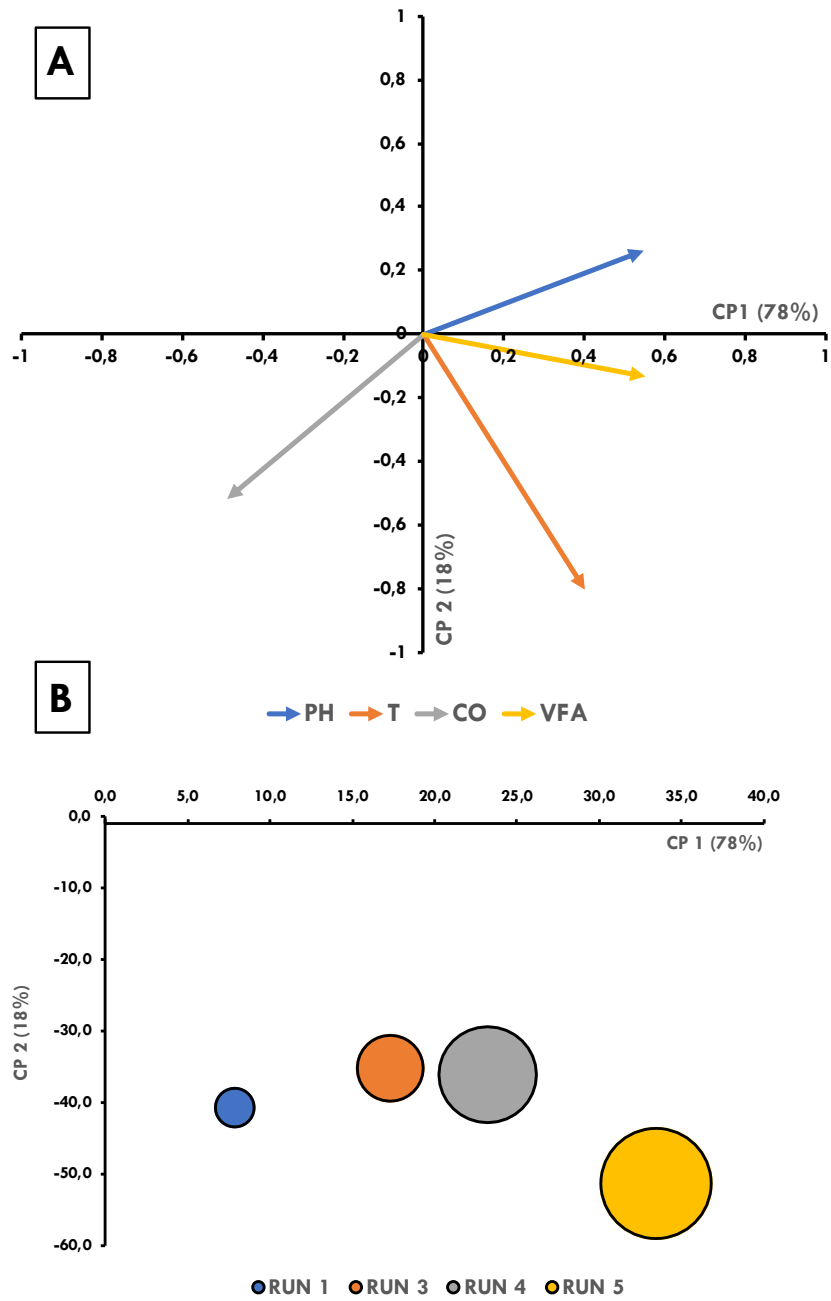 A
1
0,8
0,6
0,4
0,2
CP1 (78%)
0
-1 -0,8 -0,6 -0,4 -0,2 0 0,2 0,4 0,6 0,8 1
-0,2
-0,4
-0,6
-0,8
-1
CP 2 (18%)
PH T CO VFA
B
0,0 5,0 10,0 15,0 20,0 25,0 30,0 35,0 40,0
0,0
CP 1 (78%)
-10,0
-20,0
-30,0
-40,0
-50,0
-60,0
CP 2 (18%)
RUN 1 RUN 3 RUN 4 RUN 5